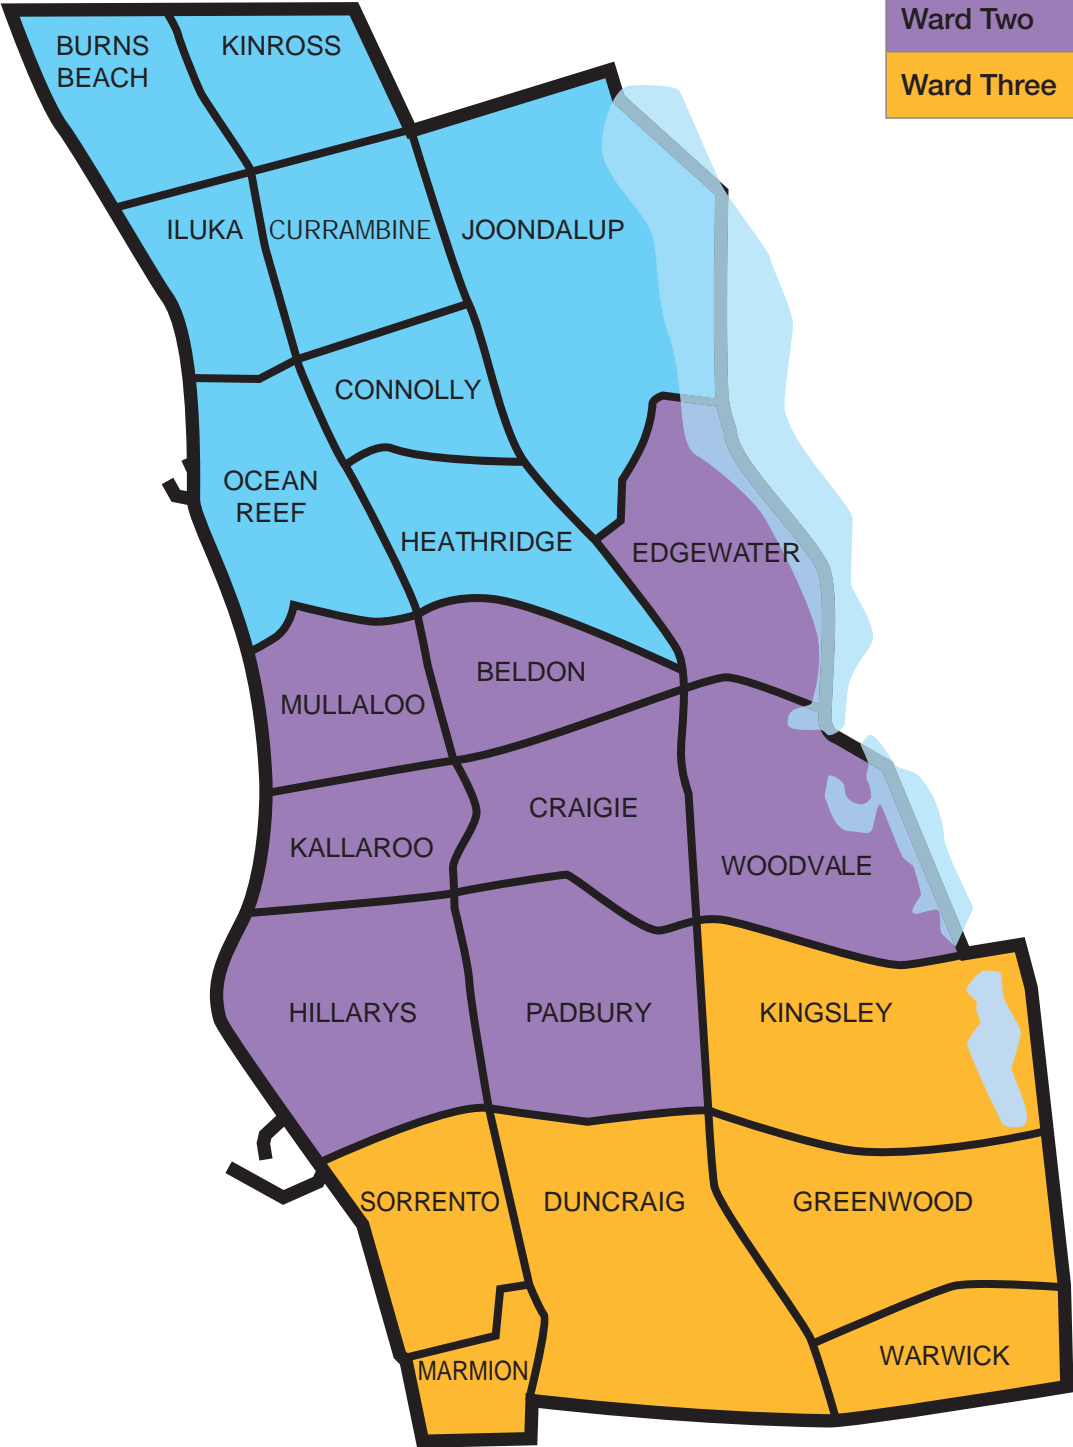 Ward Two
Ward Three
BURNS
BEACH
KINROSS
ILUKA
CURRAMBINE
JOONDALUP
CONNOLLY
OCEAN
REEF
HEATHRIDGE
EDGEWATER
BELDON
MULLALOO
CRAIGIE
KALLAROO
WOODVALE
HILLARYS
PADBURY
KINGSLEY
SORRENTO
DUNCRAIG
GREENWOOD
WARWICK
MARMION